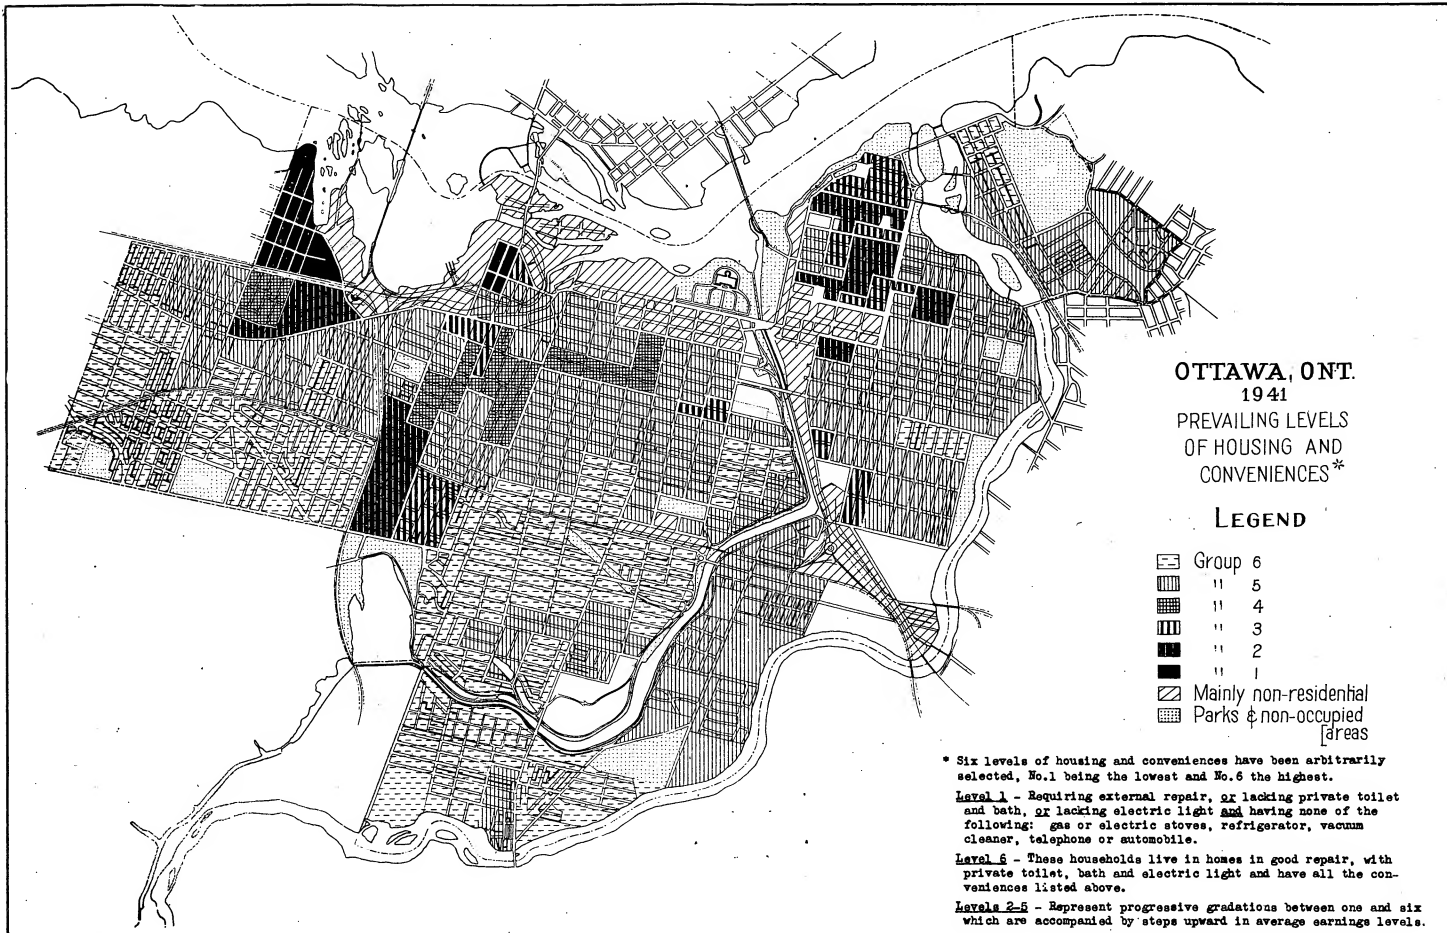 OTTAWA, ONT.
1941
PREVAILING LEVELS
OF HOUSING AND
CONVENIENCES*
LEGEND
Group 6
" 5
" 4
" 3
" 2
" 1
Mainly non-residential
Parks & non-occupied
[areas
* Six levels of housing and conveniences have been arbitrarily
selected, No.1 being the lowest and No.6 the highest.
Level 1 - Requiring external repair, or lacking private toilet
and bath, or lacking electric light and having none of the
following: gas or electric stoves, refrigerator, vacuum
cleaner, telephone or automobile.
Level 6 - These households live in homes in good repair, with
private toilet, bath and electric light and have all the con-
veniences listed above.
Levels 2-5 - Represent progressive gradations between one and six
which are accompanied by steps upward in average earnings levels.